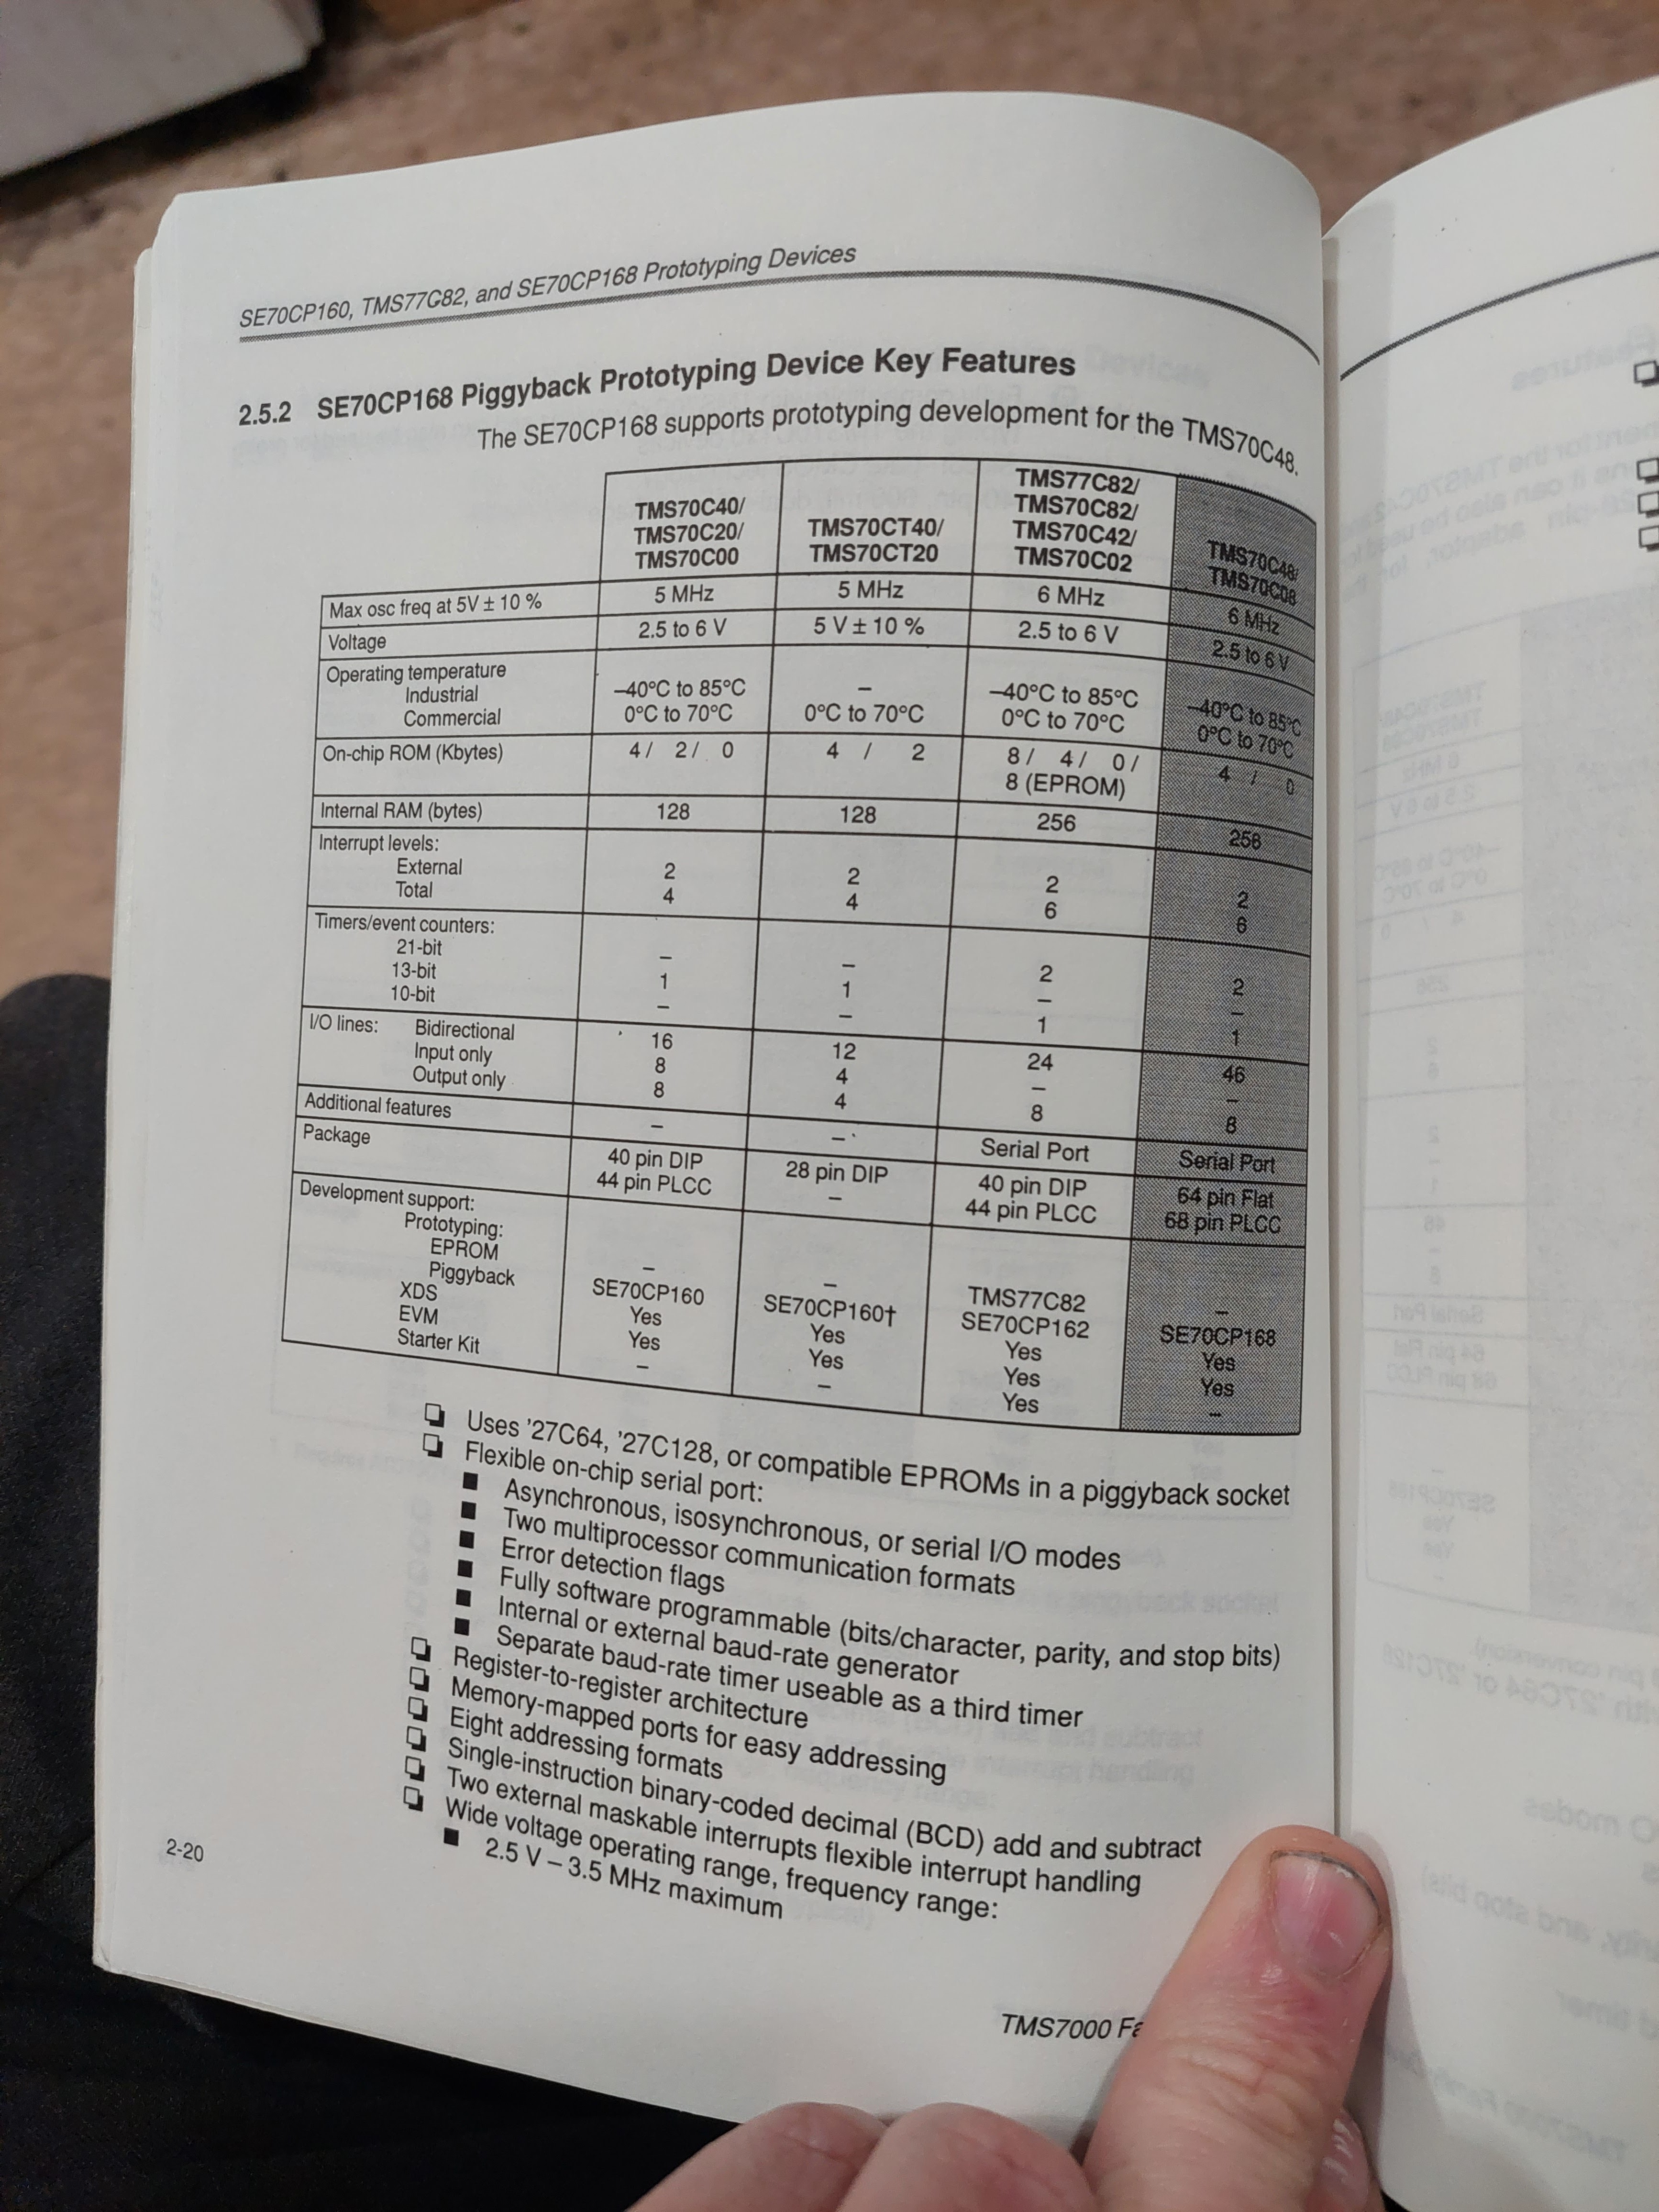 SE70CP160, TMS77C82, and SE70CP168 Prototyping Devices
2.5.2 SE70CP168 Piggyback Prototyping Device Key Features
The SE70CP168 supports prototyping development for the TMS70C48.
TMS70C40/ TMS70C20/ TMS70C00
TMS70CT40/ TMS70CT20
TMS77C82/ TMS70C82/ TMS70C42/ TMS70C02
TMS70C48/ TMS70C08
Max osc freq at 5V ± 10 % 5 MHz 5 MHz 6 MHz 6 MHz
Voltage 2.5 to 6 V 5 V ± 10 % 2.5 to 6 V 2.5 to 6 V
Operating temperature
Industrial –40°C to 85°C – –40°C to 85°C –40°C to 85°C
Commercial 0°C to 70°C 0°C to 70°C 0°C to 70°C 0°C to 70°C
On-chip ROM (Kbytes) 4 / 2 / 0 4 / 2 8 / 4 / 0 / 4 / 0
8 (EPROM)
Internal RAM (bytes) 128 128 256 256
Interrupt levels:
External 2 2 2 2
Total 4 4 6 6
Timers/event counters:
21-bit – – 2 2
13-bit 1 1 – –
10-bit – – 1 1
I/O lines: Bidirectional 16 12 24 46
Input only 8 4 – –
Output only 8 4 8 8
Additional features – – Serial Port Serial Port
Package 40 pin DIP 28 pin DIP 40 pin DIP 64 pin Flat
44 pin PLCC – 44 pin PLCC 68 pin PLCC
Development support:
Prototyping:
EPROM – – TMS77C82 –
Piggyback SE70CP160 SE70CP160† SE70CP162 SE70CP168
XDS Yes Yes Yes Yes
EVM Yes Yes Yes Yes
Starter Kit – – Yes –
❏ Uses '27C64, '27C128, or compatible EPROMs in a piggyback socket
❏ Flexible on-chip serial port:
■ Asynchronous, isosynchronous, or serial I/O modes
■ Two multiprocessor communication formats
■ Error detection flags
■ Fully software programmable (bits/character, parity, and stop bits)
■ Internal or external baud-rate generator
■ Separate baud-rate timer useable as a third timer
❏ Register-to-register architecture
❏ Memory-mapped ports for easy addressing
❏ Eight addressing formats
❏ Single-instruction binary-coded decimal (BCD) add and subtract
❏ Two external maskable interrupts flexible interrupt handling
❏ Wide voltage operating range, frequency range:
■ 2.5 V – 3.5 MHz maximum
2-20
TMS7000